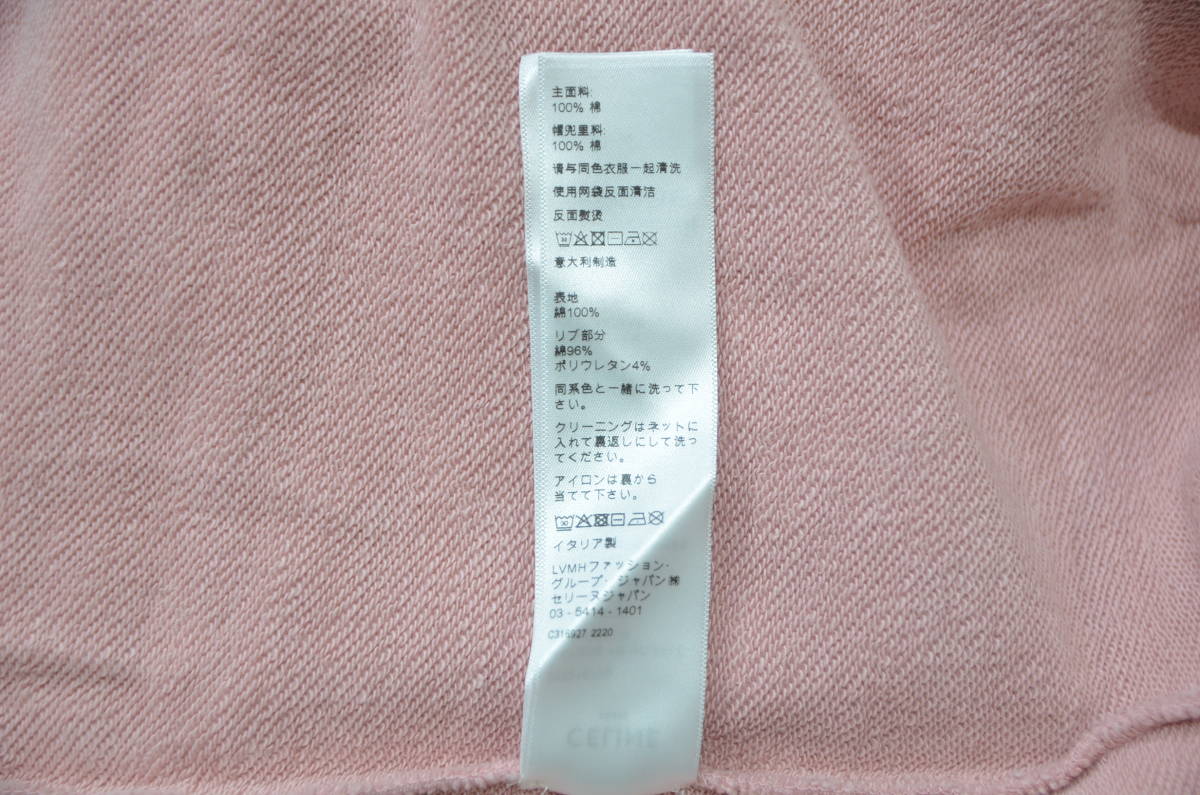 主面料:
100% 棉
帽兜里料:
100% 棉
请与同色衣服一起清洗
使用网袋反面清洁
反面熨烫
意大利制造
表地
綿100%
リブ部分
綿96%
ポリウレタン4%
同系色と一緒に洗って下
さい。
クリーニングはネットに
入れて裏返しにして洗っ
てください。
アイロンは裏から
当てて下さい。
イタリア製
LVMHファッション・
グループ・ジャパン㈱
セリーヌジャパン
03 - 5414 - 1401
C316927 2220
CELINE